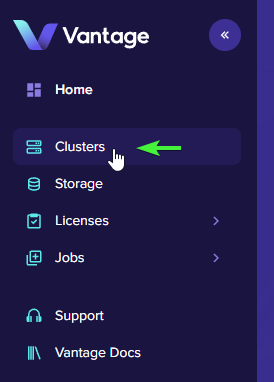 Vantage
Home
Clusters
Storage
Licenses
Jobs
Support
Vantage Docs